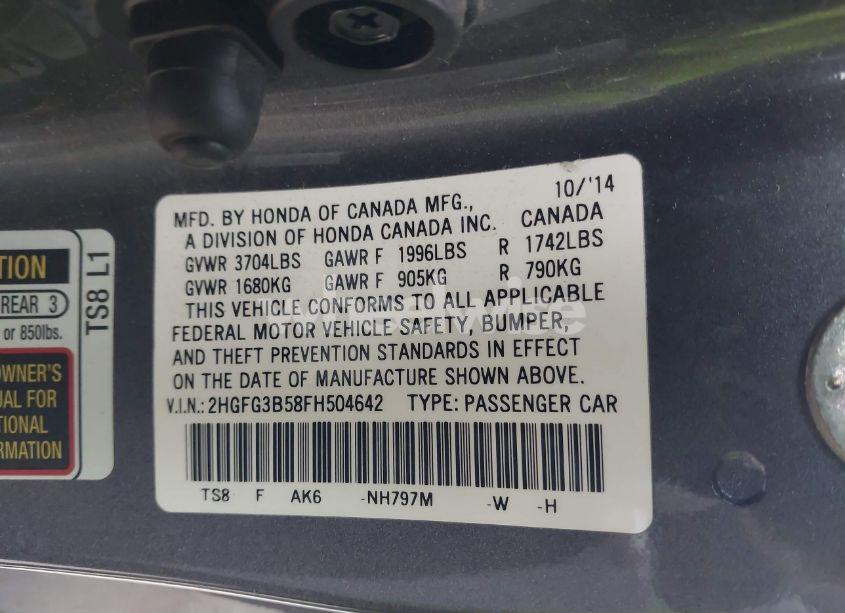 10/'14
MFD. BY HONDA OF CANADA MFG.,
A DIVISION OF HONDA CANADA INC. CANADA
GVWR 3704LBS GAWR F 1996LBS R 1742LBS
GVWR 1680KG GAWR F 905KG R 790KG
THIS VEHICLE CONFORMS TO ALL APPLICABLE
FEDERAL MOTOR VEHICLE SAFETY, BUMPER,
AND THEFT PREVENTION STANDARDS IN EFFECT
ON THE DATE OF MANUFACTURE SHOWN ABOVE.
V.I.N.: 2HGFG3B58FH504642 TYPE: PASSENGER CAR
TS8 F AK6 -NH797M -W -H
TION
REAR 3
or 850lbs.
OWNER'S
UAL FOR
TIONAL
RMATION
TS8 L1